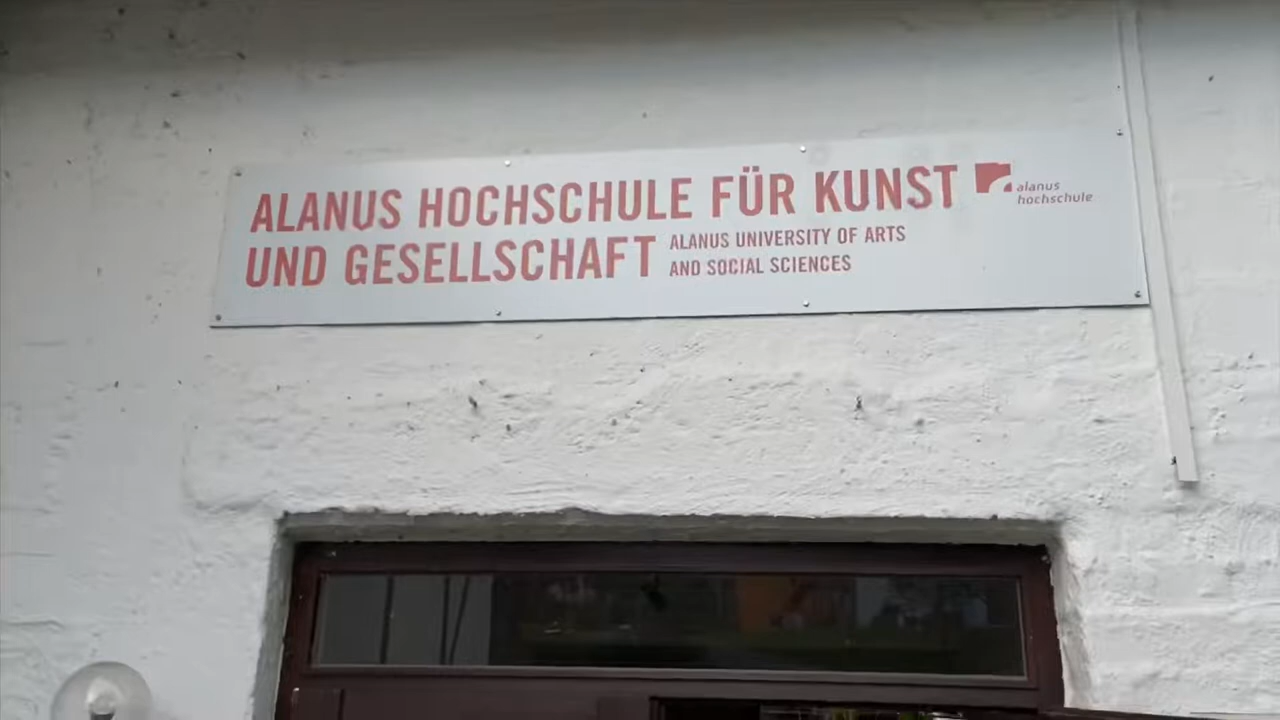 ALANUS HOCHSCHULE FÜR KUNST
UND GESELLSCHAFT
ALANUS UNIVERSITY OF ARTS
AND SOCIAL SCIENCES
alanus
hochschule